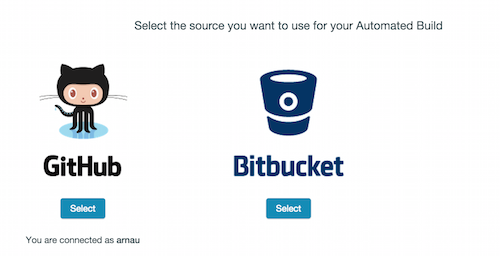 Select the source you want to use for your Automated Build
GitHub
Bitbucket
Select
Select
You are connected as arnau